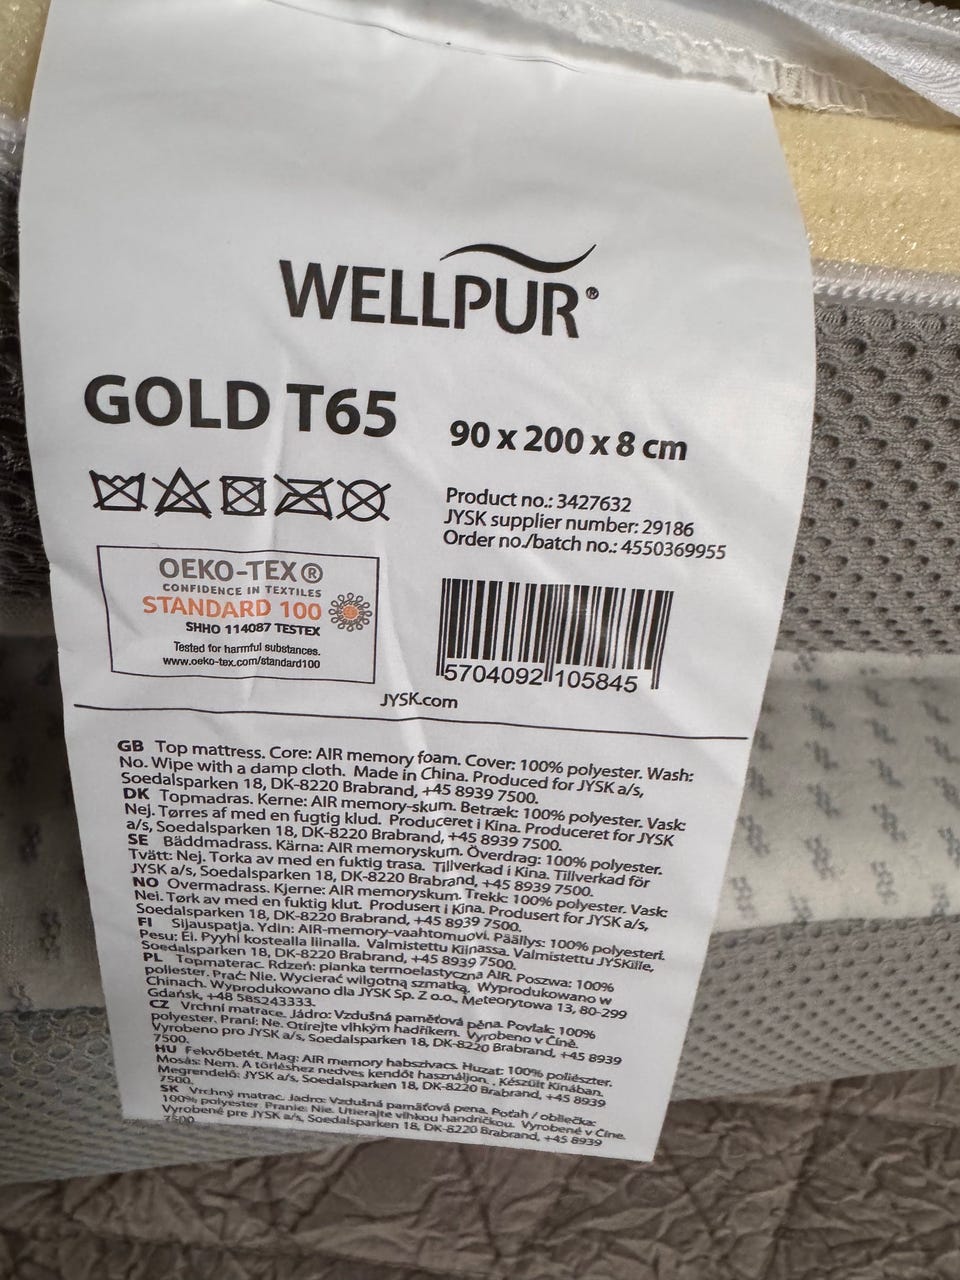 WELLPUR®
GOLD T65
90 x 200 x 8 cm
Product no.: 3427632
JYSK supplier number: 29186
Order no./batch no.: 4550369955
OEKO-TEX®
CONFIDENCE IN TEXTILES
STANDARD 100
SHHO 114087 TESTEX
Tested for harmful substances.
www.oeko-tex.com/standard100
5704092 105845
JYSK.com
GB Top mattress. Core: AIR memory foam. Cover: 100% polyester. Wash:
No. Wipe with a damp cloth. Made in China. Produced for JYSK a/s,
Soedalsparken 18, DK-8220 Brabrand, +45 8939 7500.
DK Topmadras. Kerne: AIR memory-skum. Betræk: 100% polyester. Vask:
Nej. Tørres af med en fugtig klud. Produceret i Kina. Produceret for JYSK
a/s, Soedalsparken 18, DK-8220 Brabrand, +45 8939 7500.
SE Bäddmadrass. Kärna: AIR memoryskum. Överdrag: 100% polyester.
Tvätt: Nej. Torka av med en fuktig trasa. Tillverkad i Kina. Tillverkad för
JYSK a/s, Soedalsparken 18, DK-8220 Brabrand, +45 8939 7500.
NO Overmadrass. Kjerne: AIR memoryskum. Trekk: 100% polyester. Vask:
Nei. Tørk av med en fuktig klut. Produsert i Kina. Produsert for JYSK a/s,
Soedalsparken 18, DK-8220 Brabrand, +45 8939 7500.
FI Sijauspatja. Ydin: AIR-memory-vaahtomuovi. Päällys: 100% polyesteri.
Pesu: Ei. Pyyhi kostealla liinalla. Valmistettu Kiinassa. Valmistettu JYSKille,
Soedalsparken 18, DK-8220 Brabrand, +45 8939 7500.
PL Topmaterac. Rdzeń: pianka termoelastyczna AIR. Poszwa: 100%
poliester. Prać: Nie. Wycierać wilgotną szmatką. Wyprodukowano w
Chinach. Wyprodukowano dla JYSK Sp. Z o.o., Meteorytowa 13, 80-299
Gdańsk, +48 585243333.
CZ Vrchní matrace. Jádro: Vzdušná paměťová pěna. Povlak: 100%
polyester. Praní: Ne. Otírejte vlhkým hadříkem. Vyrobeno v Číně.
Vyrobeno pro JYSK a/s, Soedalsparken 18, DK-8220 Brabrand, +45 8939
7500.
HU Fekvőbetét. Mag: AIR memory habszivacs. Huzat: 100% poliészter.
Mosás: Nem. A törléshez nedves kendőt használjon. . Készült Kínában.
Megrendelő: JYSK a/s, Soedalsparken 18, DK-8220 Brabrand, +45 8939
7500.
SK Vrchný matrac. Jadro: Vzdušná pamäťová pena. Poťah / obliečka:
100% polyester. Pranie: Nie. Utierajte vlhkou handričkou. Vyrobené v Číne.
Vyrobené pre JYSK a/s, Soedalsparken 18, DK-8220 Brabrand, +45 8939
7500.